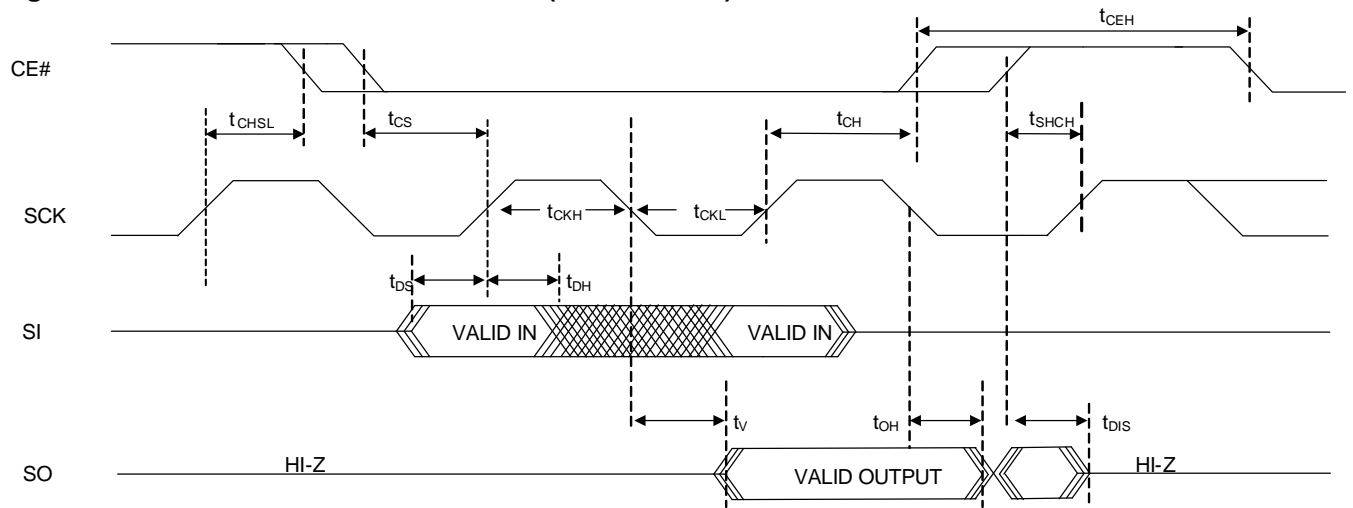 tCEH
CE#
tCHSL
tCS
tCH
tSHCH
SCK
tCKH
tCKL
tDS
tDH
SI
VALID IN
VALID IN
tV
tOH
tDIS
SO
HI-Z
VALID OUTPUT
HI-Z